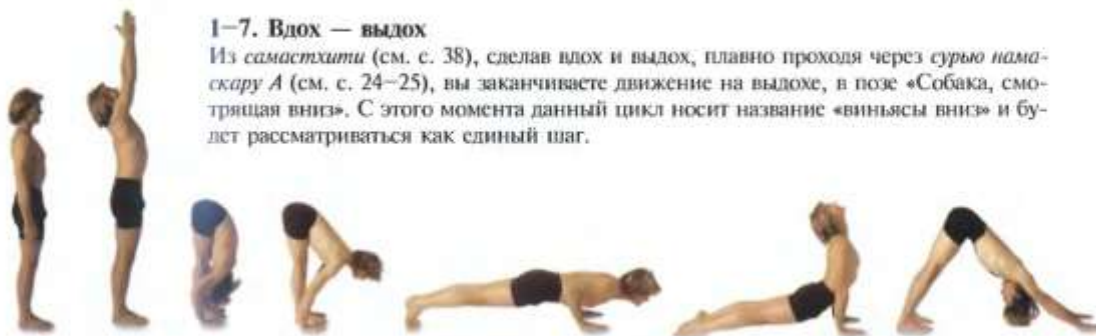 1–7. Вдох — выдох
Из самастхити (см. с. 38), сделав вдох и выдох, плавно проходя через сурью нама-
скару А (см. с. 24–25), вы заканчиваете движение на выдохе, в позе «Собака, смо-
трящая вниз». С этого момента данный цикл носит название «виньясы вниз» и бу-
дет рассматриваться как единый шаг.